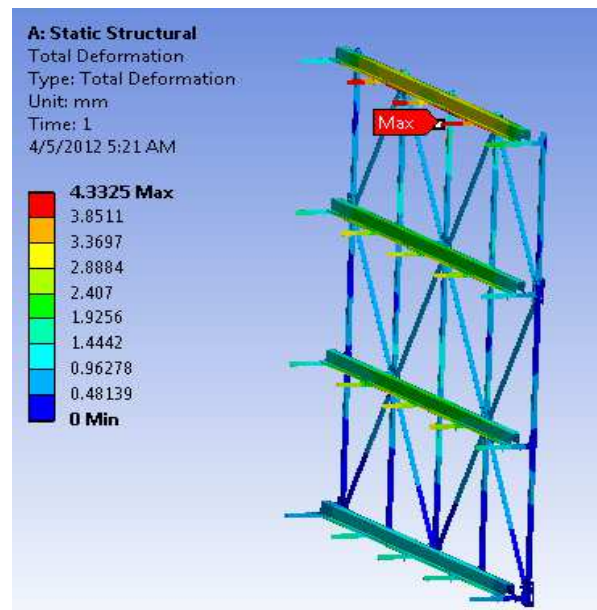 A: Static Structural
Total Deformation
Type: Total Deformation
Unit: mm
Time: 1
4/5/2012 5:21 AM
Max
4.3325 Max
3.8511
3.3697
2.8884
2.407
1.9256
1.4442
0.96278
0.48139
0 Min